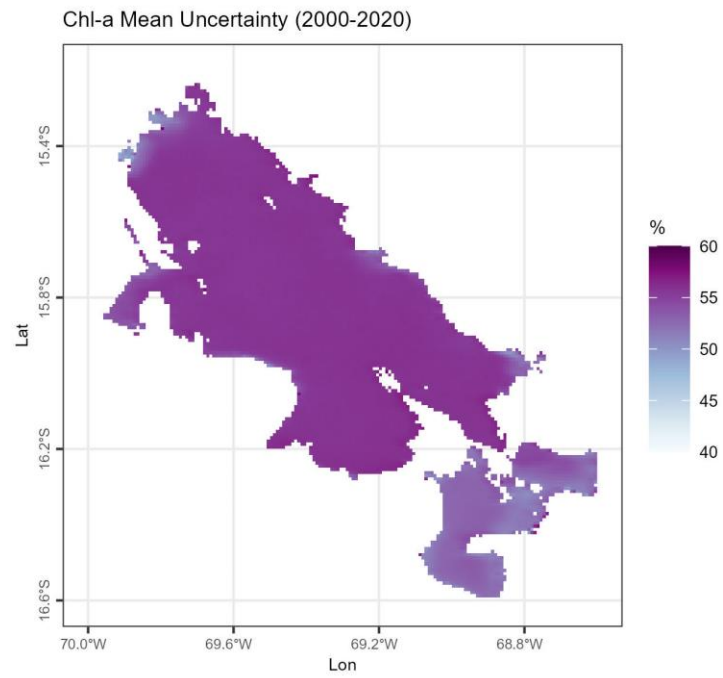 Chl-a Mean Uncertainty (2000-2020)
%
60
55
50
45
40
15.4°S
15.8°S
16.2°S
16.6°S
Lat
70.0°W 69.6°W 69.2°W 68.8°W
Lon